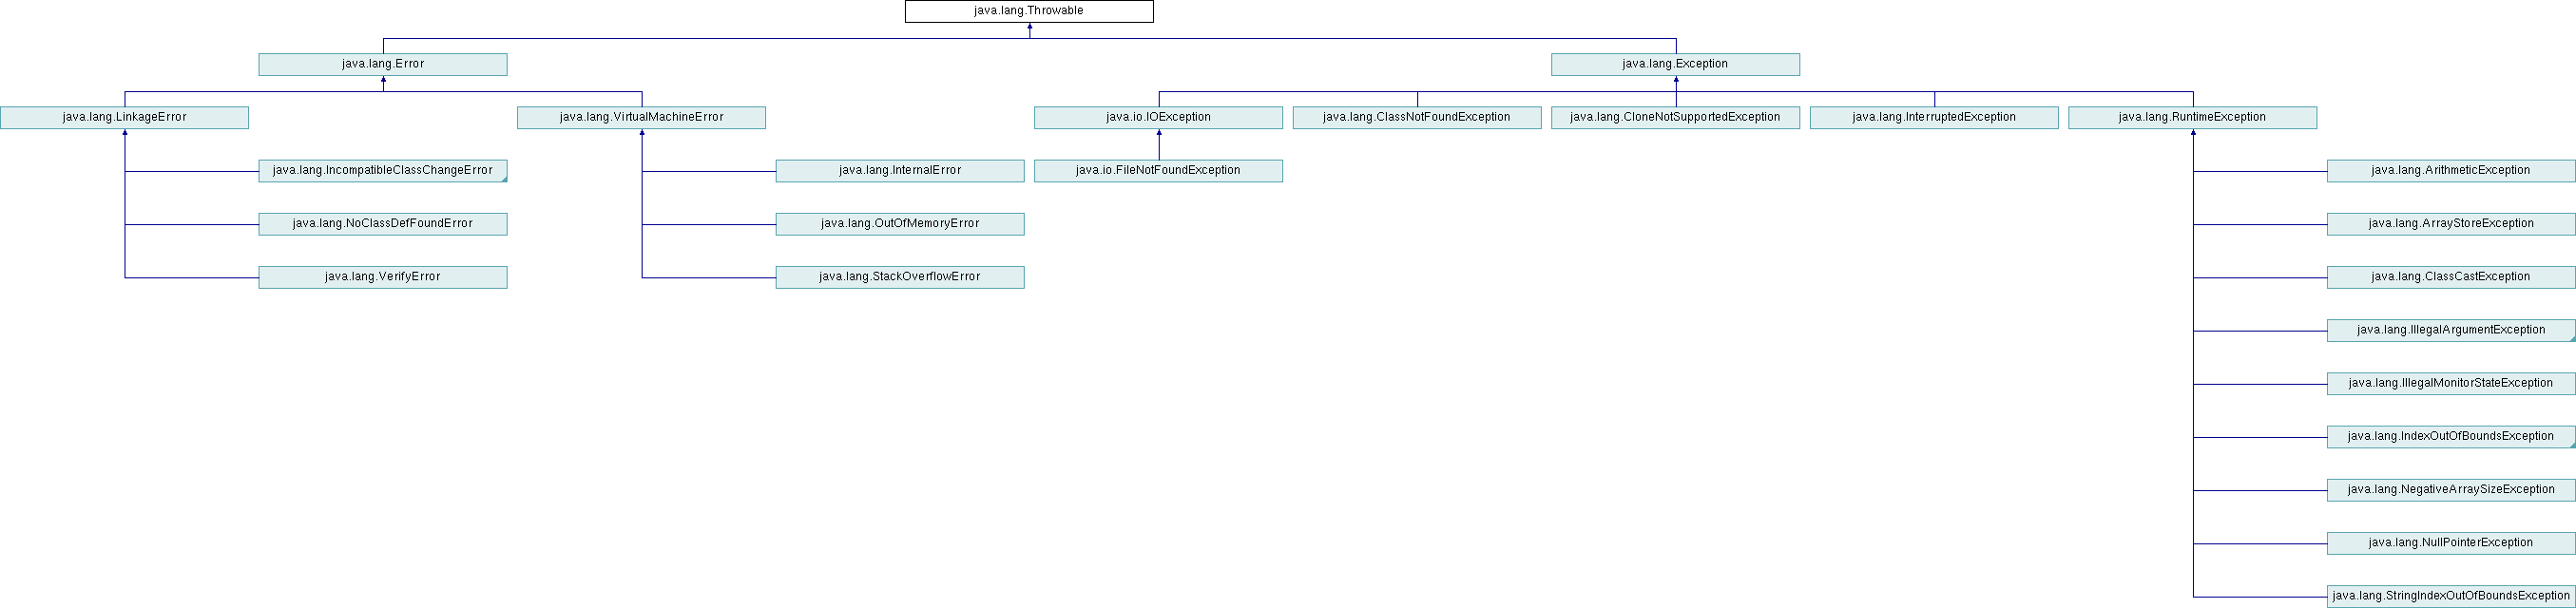 java.lang.Throwable
java.lang.Error
java.lang.Exception
java.lang.LinkageError
java.lang.VirtualMachineError
java.io.IOException
java.lang.ClassNotFoundException
java.lang.CloneNotSupportedException
java.lang.InterruptedException
java.lang.RuntimeException
java.lang.IncompatibleClassChangeError
java.lang.InternalError
java.io.FileNotFoundException
java.lang.ArithmeticException
java.lang.NoClassDefFoundError
java.lang.OutOfMemoryError
java.lang.ArrayStoreException
java.lang.VerifyError
java.lang.StackOverflowError
java.lang.ClassCastException
java.lang.IllegalArgumentException
java.lang.IllegalMonitorStateException
java.lang.IndexOutOfBoundsException
java.lang.NegativeArraySizeException
java.lang.NullPointerException
java.lang.StringIndexOutOfBoundsException